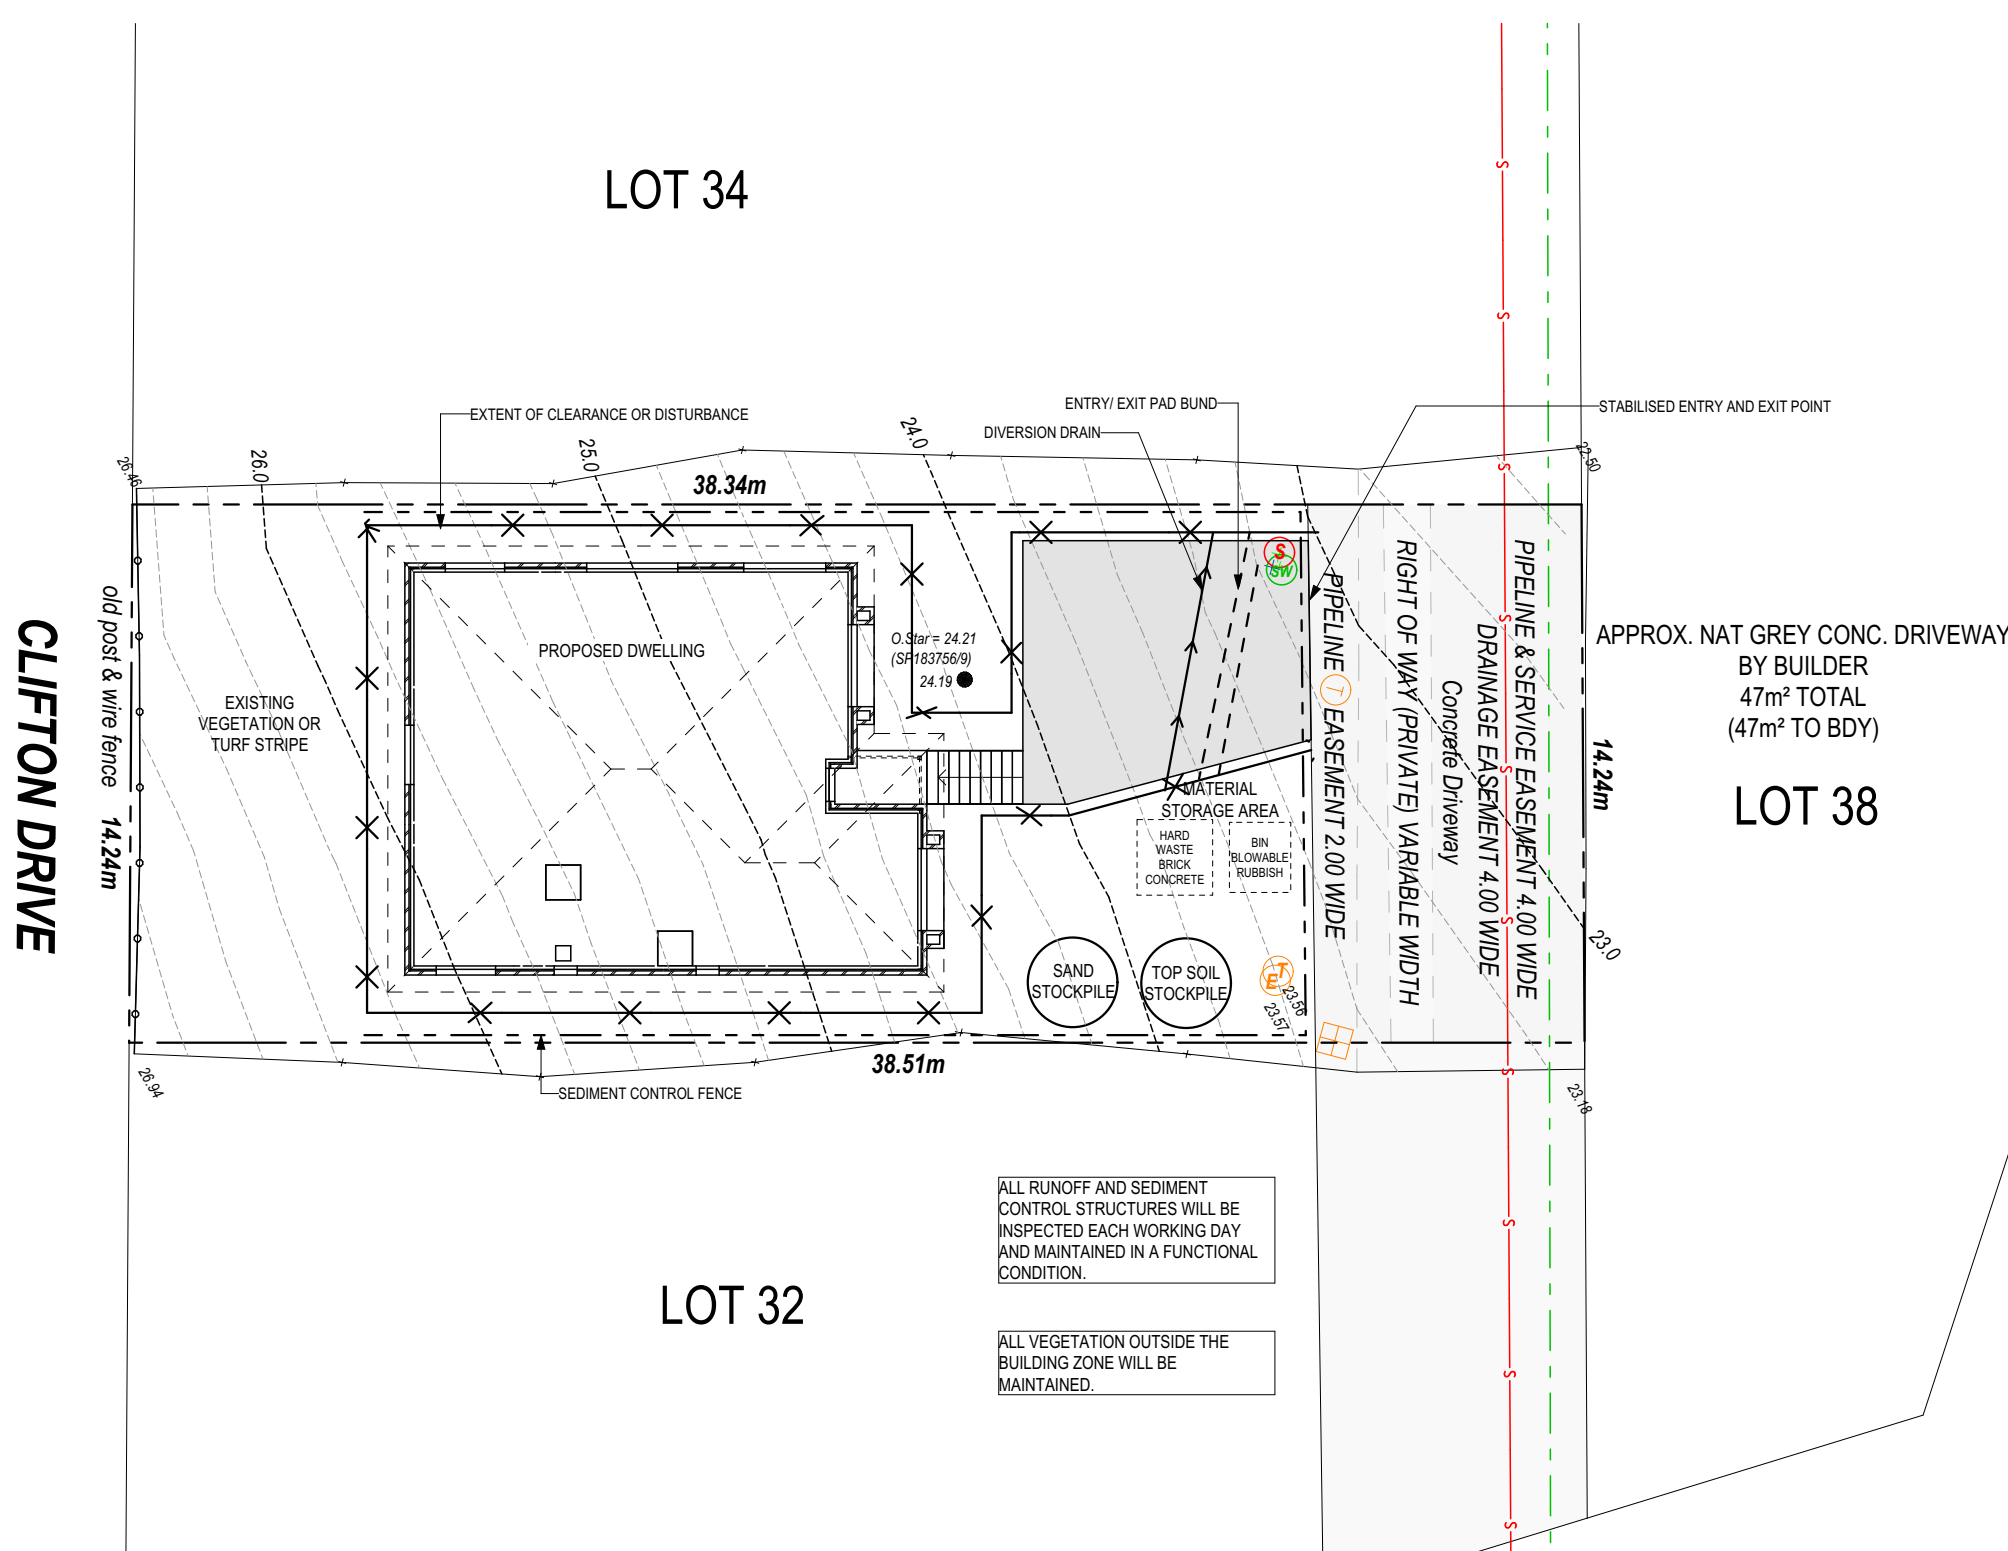 LOT 34
EXTENT OF CLEARANCE OR DISTURBANCE
ENTRY/ EXIT PAD BUND
DIVERSION DRAIN
STABILISED ENTRY AND EXIT POINT
26.46
26.0
25.0
24.0
22.50
38.34m
CLIFTON DRIVE
old post & wire fence
14.24m
EXISTING
VEGETATION OR
TURF STRIPE
PROPOSED DWELLING
O.Star = 24.21
(SP183756/9)
24.19
S
SW
PIPELINE
T
EASEMENT 2.00 WIDE
RIGHT OF WAY (PRIVATE) VARIABLE WIDTH
Concrete Driveway
DRAINAGE EASEMENT 4.00 WIDE
PIPELINE & SERVICE EASEMENT 4.00 WIDE
S
S
S
S
S
S
S
S
S
S
APPROX. NAT GREY CONC. DRIVEWAY
BY BUILDER
47m² TOTAL
(47m² TO BDY)
14.24m
LOT 38
MATERIAL
STORAGE AREA
HARD
WASTE
BRICK
CONCRETE
BIN
BLOWABLE
RUBBISH
SAND
STOCKPILE
TOP SOIL
STOCKPILE
T
E
23.56
23.57
23.0
26.94
38.51m
23.18
SEDIMENT CONTROL FENCE
LOT 32
ALL RUNOFF AND SEDIMENT
CONTROL STRUCTURES WILL BE
INSPECTED EACH WORKING DAY
AND MAINTAINED IN A FUNCTIONAL
CONDITION.
ALL VEGETATION OUTSIDE THE
BUILDING ZONE WILL BE
MAINTAINED.